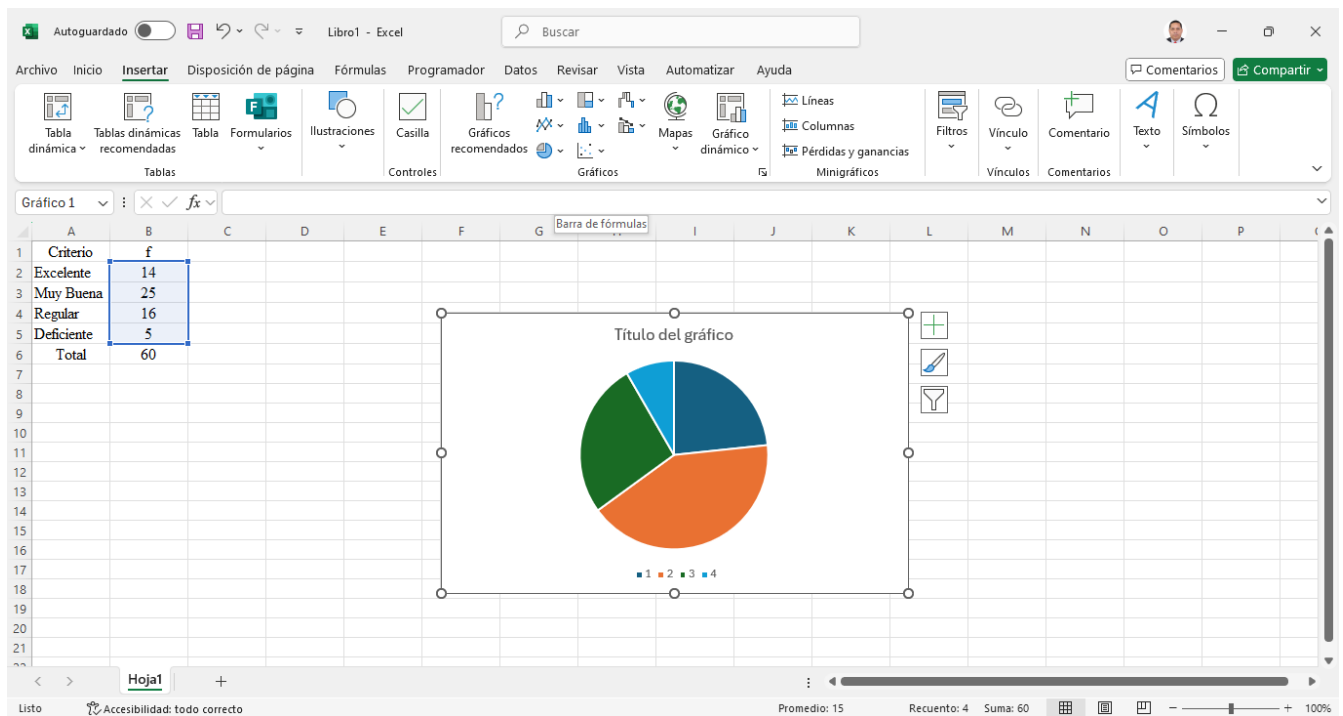 Autoguardado Libro1 - Excel Buscar
Archivo Inicio Insertar Disposición de página Fórmulas Programador Datos Revisar Vista Automatizar Ayuda Comentarios Compartir
Tabla dinámica
Tablas dinámicas recomendadas
Tabla
Formularios
Tablas
Ilustraciones
Casilla
Controles
Gráficos recomendados
Mapas
Gráfico dinámico
Gráficos
Líneas
Columnas
Pérdidas y ganancias
Minigráficos
Filtros
Vínculo
Vínculos
Comentario
Comentarios
Texto
Símbolos
Gráfico 1 fx
Barra de fórmulas
A B C D E F G I J K L M N O P
1 Criterio f
2 Excelente 14
3 Muy Buena 25
4 Regular 16
5 Deficiente 5
6 Total 60
7
8
9
10
11
12
13
14
15
16
17
18
19
20
21
Título del gráfico
1 2 3 4
Hoja1
Listo Accesibilidad: todo correcto Promedio: 15 Recuento: 4 Suma: 60 100%